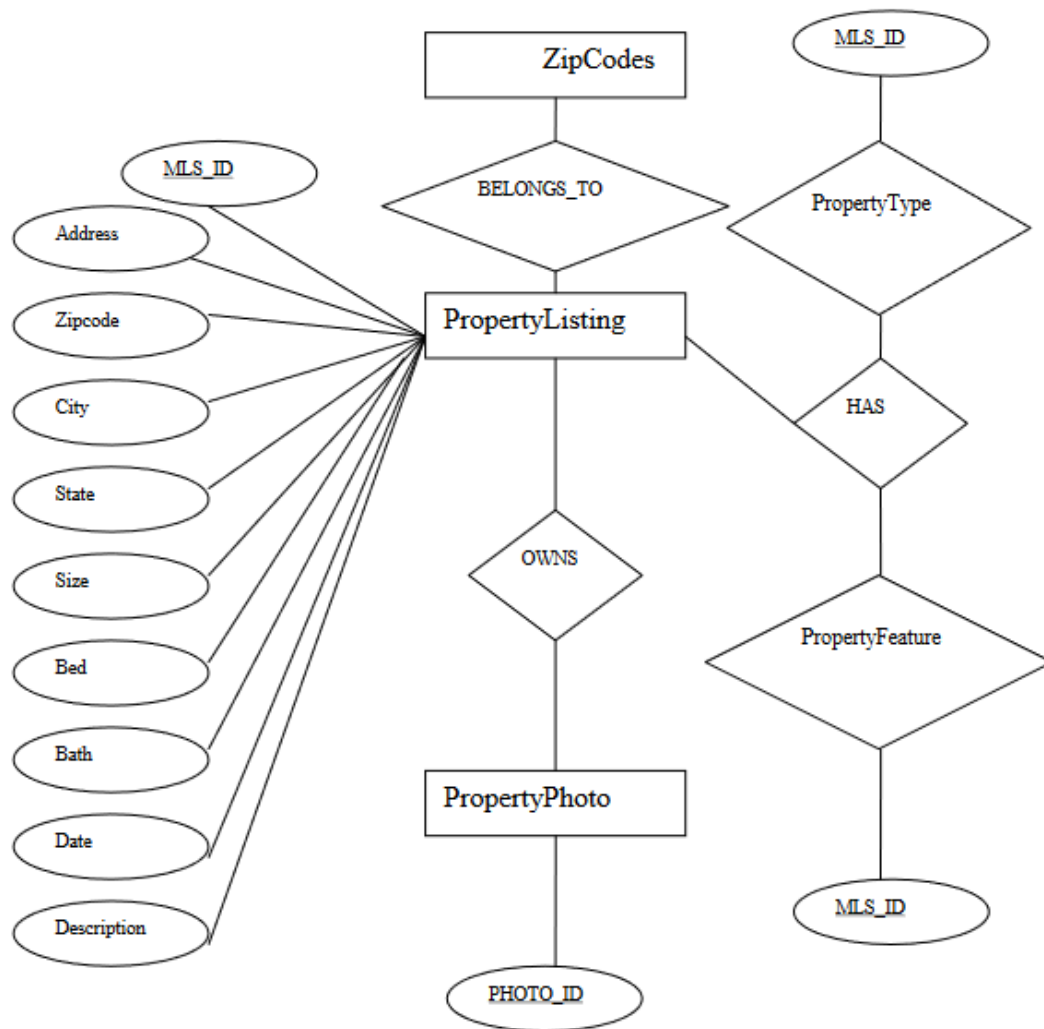 MLS_ID
ZipCodes
MLS_ID
BELONGS_TO
PropertyType
Address
PropertyListing
Zipcode
City
HAS
State
OWNS
Size
PropertyFeature
Bed
Bath
PropertyPhoto
Date
MLS_ID
Description
PHOTO_ID